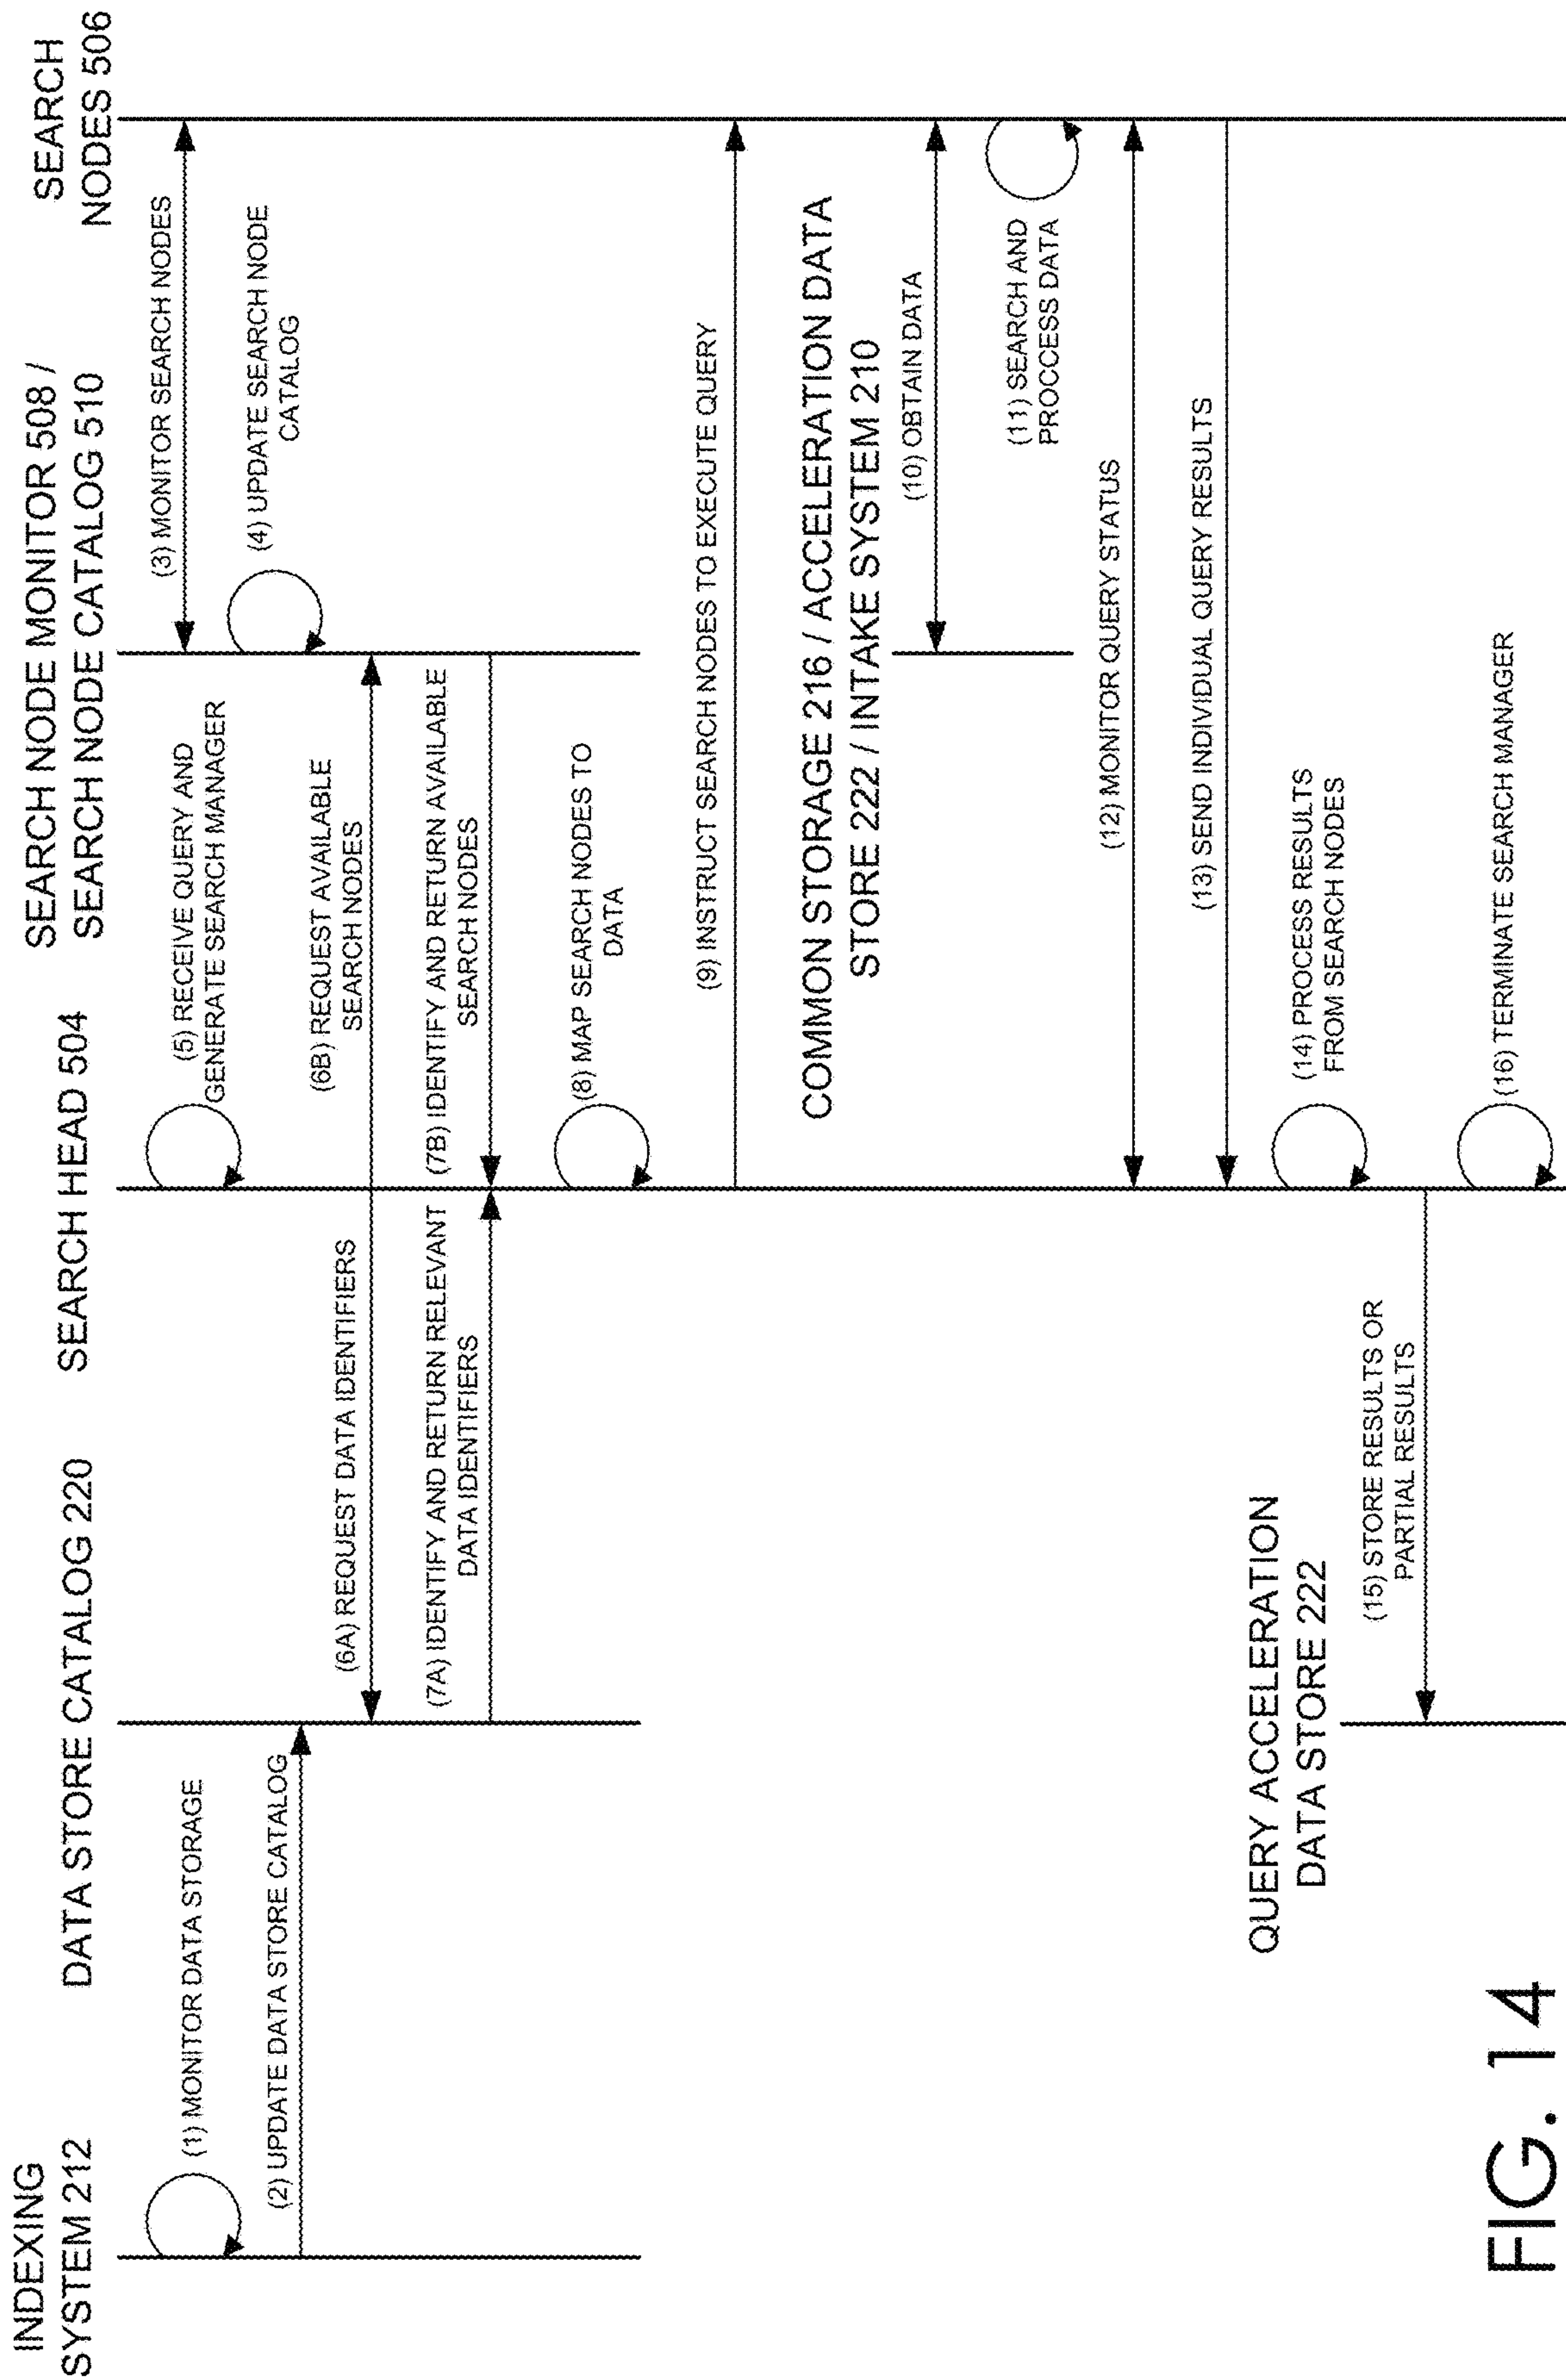 INDEXING
SYSTEM 212
DATA STORE CATALOG 220
SEARCH HEAD 504
SEARCH NODE MONITOR 508 /
SEARCH NODE CATALOG 510
SEARCH
NODES 506
(1) MONITOR DATA STORAGE
(2) UPDATE DATA STORE CATALOG
(3) MONITOR SEARCH NODES
(4) UPDATE SEARCH NODE
CATALOG
(5) RECEIVE QUERY AND
GENERATE SEARCH MANAGER
(6A) REQUEST DATA IDENTIFIERS
(6B) REQUEST AVAILABLE
SEARCH NODES
(7A) IDENTIFY AND RETURN RELEVANT
DATA IDENTIFIERS
(7B) IDENTIFY AND RETURN AVAILABLE
SEARCH NODES
(8) MAP SEARCH NODES TO
DATA
(9) INSTRUCT SEARCH NODES TO EXECUTE QUERY
COMMON STORAGE 216 / ACCELERATION DATA
STORE 222 / INTAKE SYSTEM 210
(10) OBTAIN DATA
(11) SEARCH AND
PROCCESS DATA
(12) MONITOR QUERY STATUS
(13) SEND INDIVIDUAL QUERY RESULTS
(14) PROCESS RESULTS
FROM SEARCH NODES
QUERY ACCELERATION
DATA STORE 222
(15) STORE RESULTS OR
PARTIAL RESULTS
(16) TERMINATE SEARCH MANAGER
FIG. 14